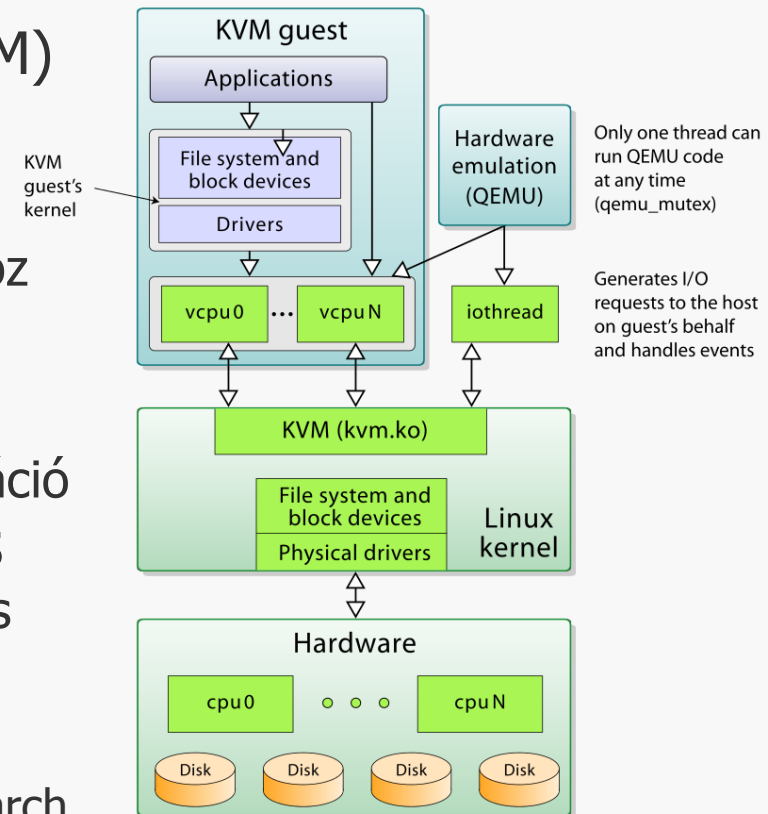 M)
oz
áció
s
s
arch
KVM guest
Applications
File system and
block devices
Drivers
KVM
guest's
kernel
vcpu0 ... vcpuN
Hardware
emulation
(QEMU)
Only one thread can
run QEMU code
at any time
(qemu_mutex)
iothread
Generates I/O
requests to the host
on guest's behalf
and handles events
KVM (kvm.ko)
File system and
block devices
Physical drivers
Linux
kernel
Hardware
cpu0
cpuN
Disk Disk Disk Disk